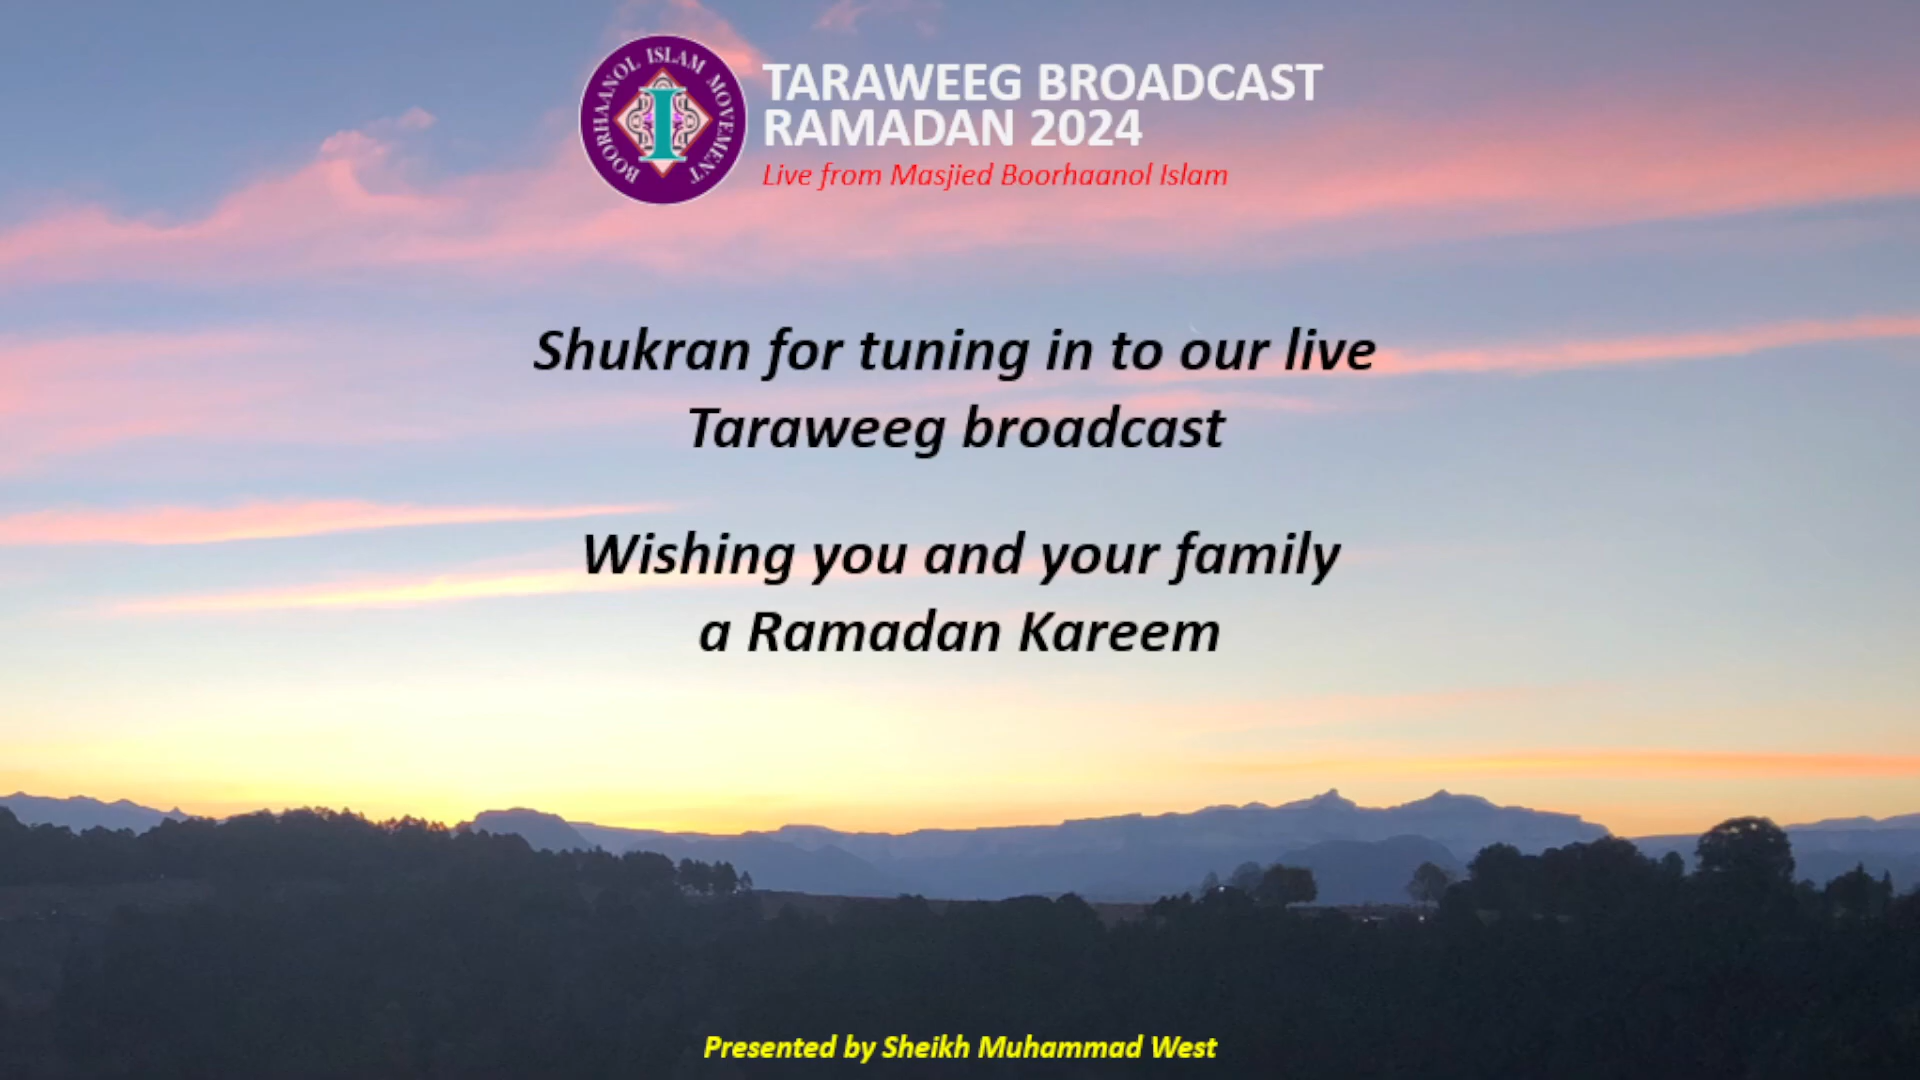 BOORHAANOL ISLAM MOVEMENT
I
TARAWEEG BROADCAST
RAMADAN 2024
Live from Masjied Boorhaanol Islam
Shukran for tuning in to our live
Taraweeg broadcast
Wishing you and your family
a Ramadan Kareem
Presented by Sheikh Muhammad West